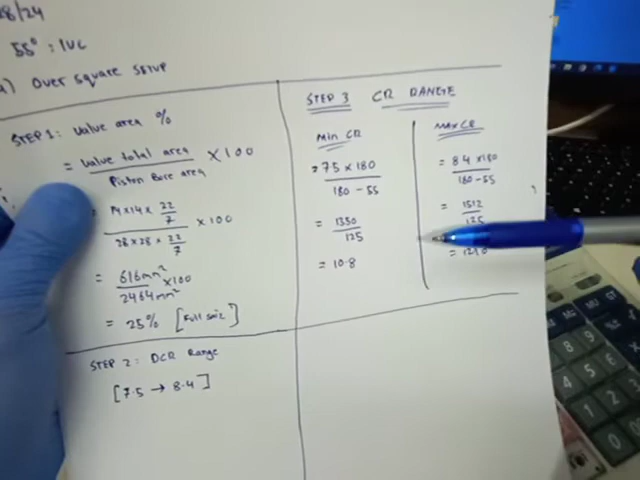 28/24
55° : IVC
a) Over square SETUP
STEP 1: Valve area %
= Valve total area / Piston Bore area × 100
= 14 × 14 × 22/7 / 28 × 28 × 22/7 × 100
= 616mm² / 2464mm² × 100
= 25% [Full size]
STEP 2: DCR Range
[7.5 → 8.4]
STEP 3 CR RANGE
Min CR
= 7.5 × 180 / 180 - 55
= 1350 / 125
= 10.8
Max CR
= 8.4 × 180 / 180 - 55
= 1512 / 125